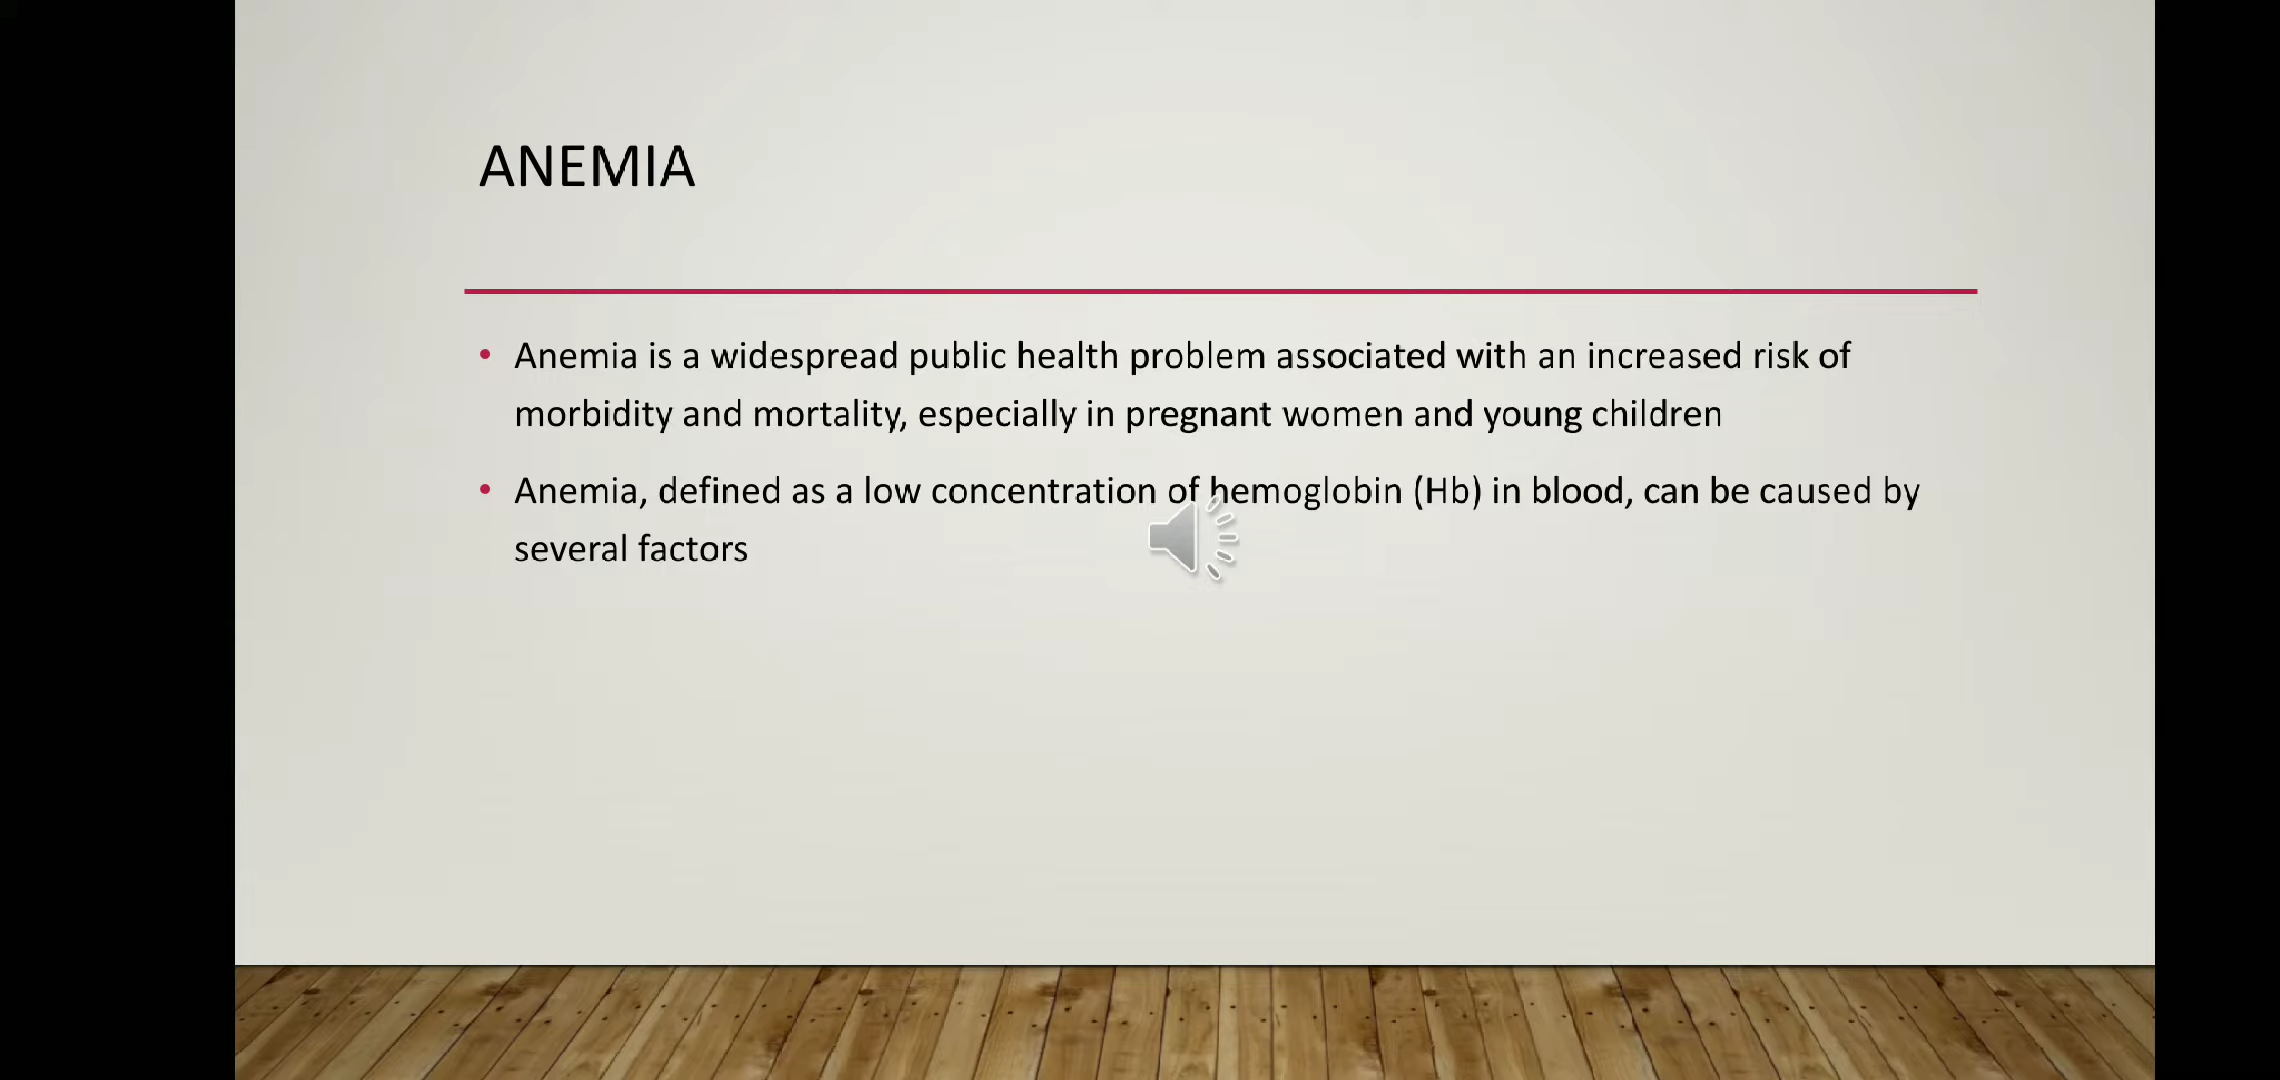 ANEMIA
• Anemia is a widespread public health problem associated with an increased risk of
morbidity and mortality, especially in pregnant women and young children
• Anemia, defined as a low concentration of hemoglobin (Hb) in blood, can be caused by
several factors